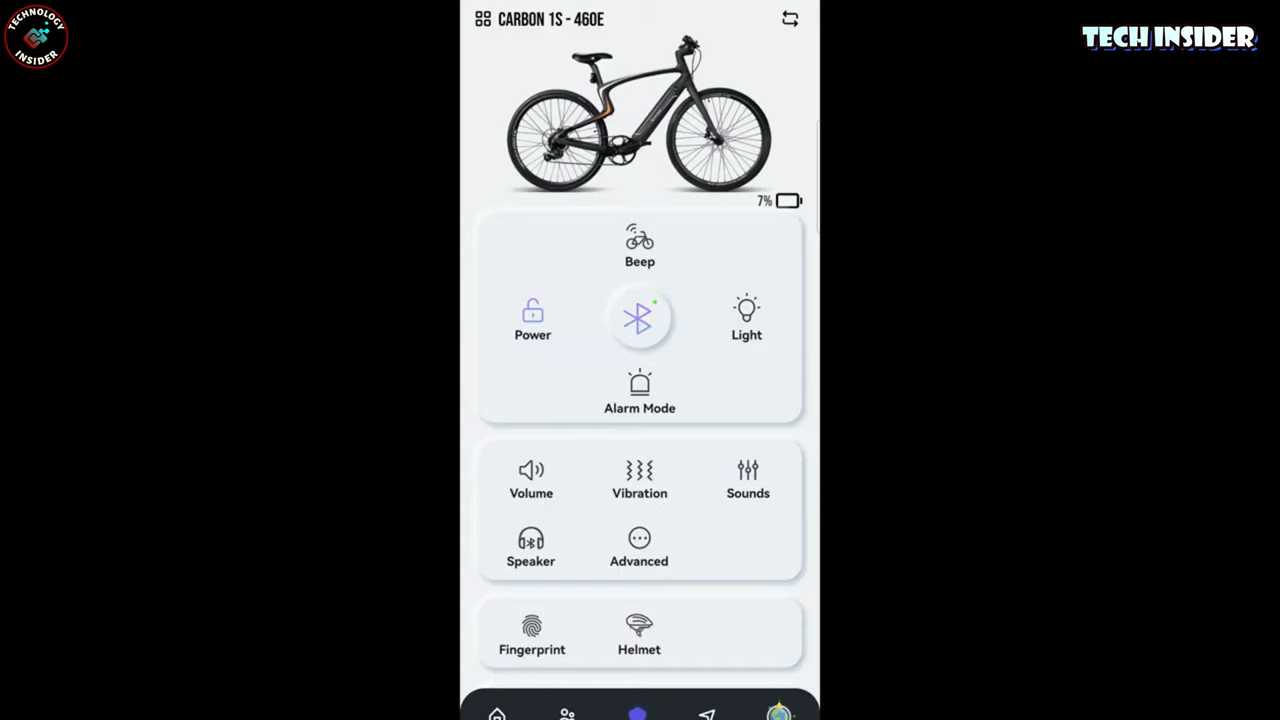 TECHNOLOGY
INSIDER
CARBON 1S - 460E
TECH INSIDER
7%
Beep
Power
Light
Alarm Mode
Volume
Vibration
Sounds
Speaker
Advanced
Fingerprint
Helmet